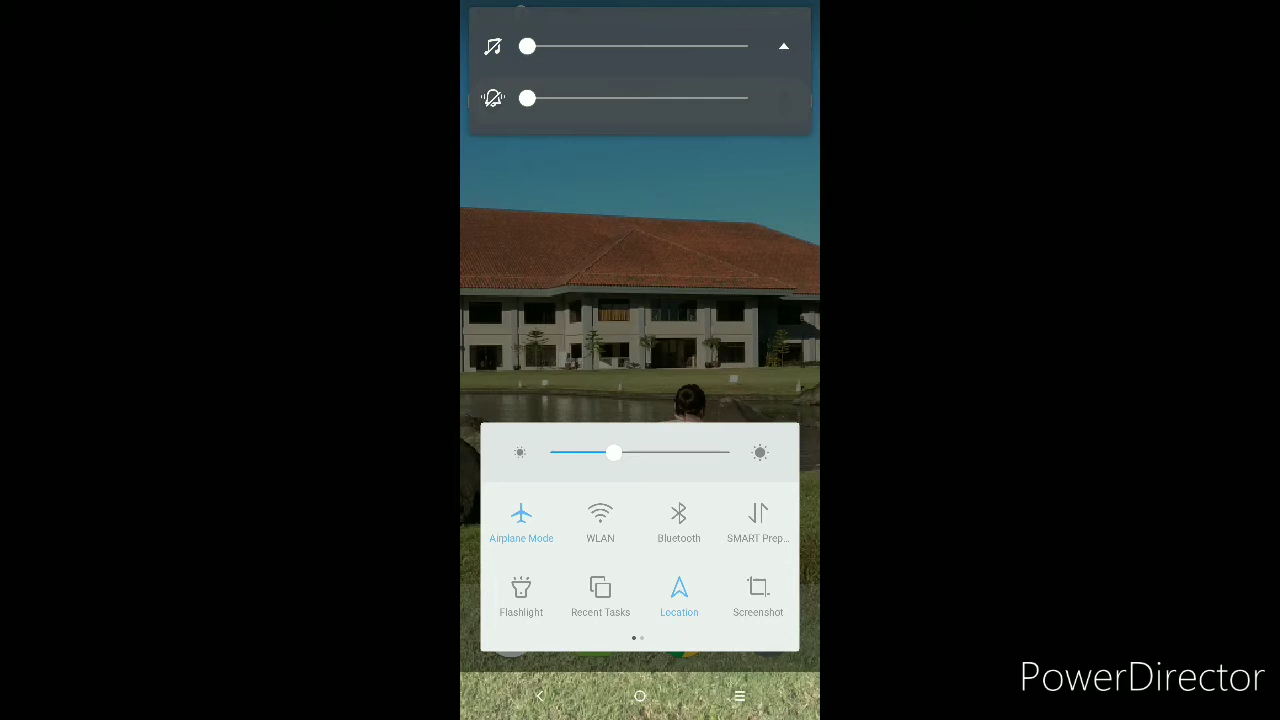 Airplane Mode WLAN Bluetooth SMART Prep...
Flashlight Recent Tasks Location Screenshot
PowerDirector